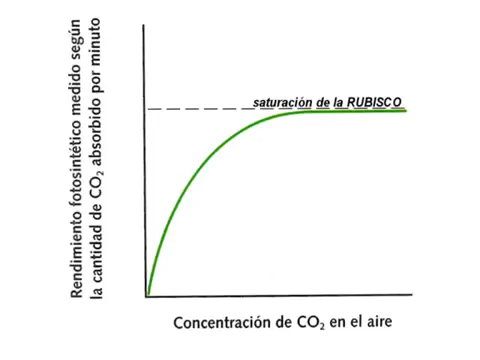 Rendimiento fotosintético medido según
la cantidad de CO₂ absorbido por minuto
saturación de la RUBISCO
Concentración de CO₂ en el aire